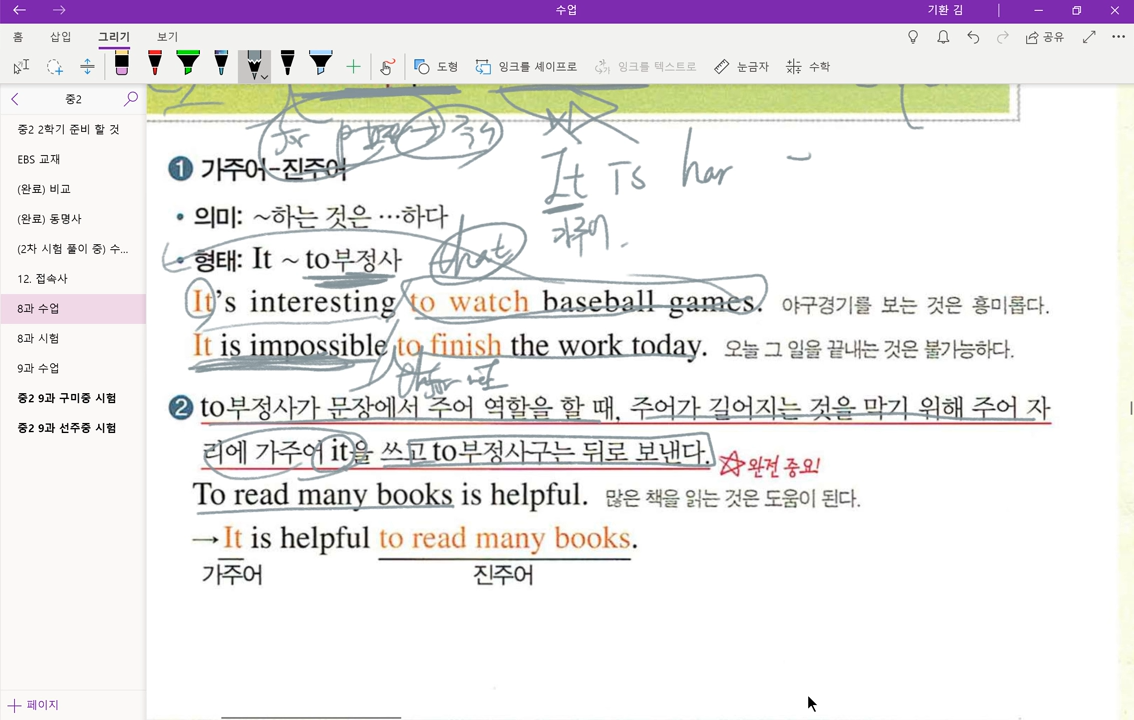 수업
기환 김
홈 삽입 그리기 보기
공유
도형 잉크를 셰이프로 잉크를 텍스트로 눈금자 수학
중2
중2 2학기 준비 할 것
EBS 교재
(완료) 비교
(완료) 동명사
(2차 시험 풀이 중) 수...
12. 접속사
8과 수업
8과 시험
9과 수업
중2 9과 구미중 시험
중2 9과 선주중 시험
페이지
for
It is har
가주어.
1 가주어-진주어
• 의미: ~하는 것은 …하다
• 형태: It ~ to부정사
that
It's interesting to watch baseball games. 야구경기를 보는 것은 흥미롭다.
It is impossible to finish the work today. 오늘 그 일을 끝내는 것은 불가능하다.
2 to부정사가 문장에서 주어 역할을 할 때, 주어가 길어지는 것을 막기 위해 주어 자
리에 가주어 it을 쓰고 to부정사구는 뒤로 보낸다. ☆완전 중요!
To read many books is helpful. 많은 책을 읽는 것은 도움이 된다.
→ It is helpful to read many books.
가주어 진주어